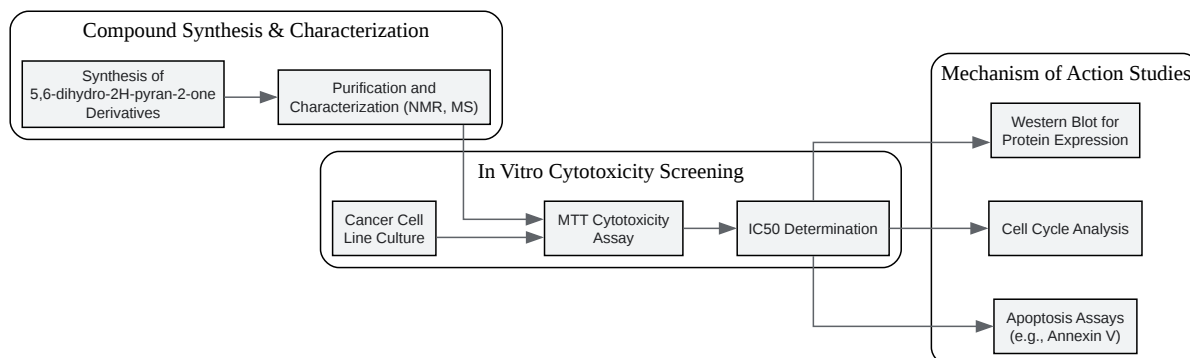 Compound Synthesis & Characterization
Synthesis of
5,6-dihydro-2H-pyran-2-one
Derivatives
Purification and
Characterization (NMR, MS)
In Vitro Cytotoxicity Screening
Cancer Cell
Line Culture
MTT Cytotoxicity
Assay
IC50 Determination
Mechanism of Action Studies
Western Blot for
Protein Expression
Cell Cycle Analysis
Apoptosis Assays
(e.g., Annexin V)